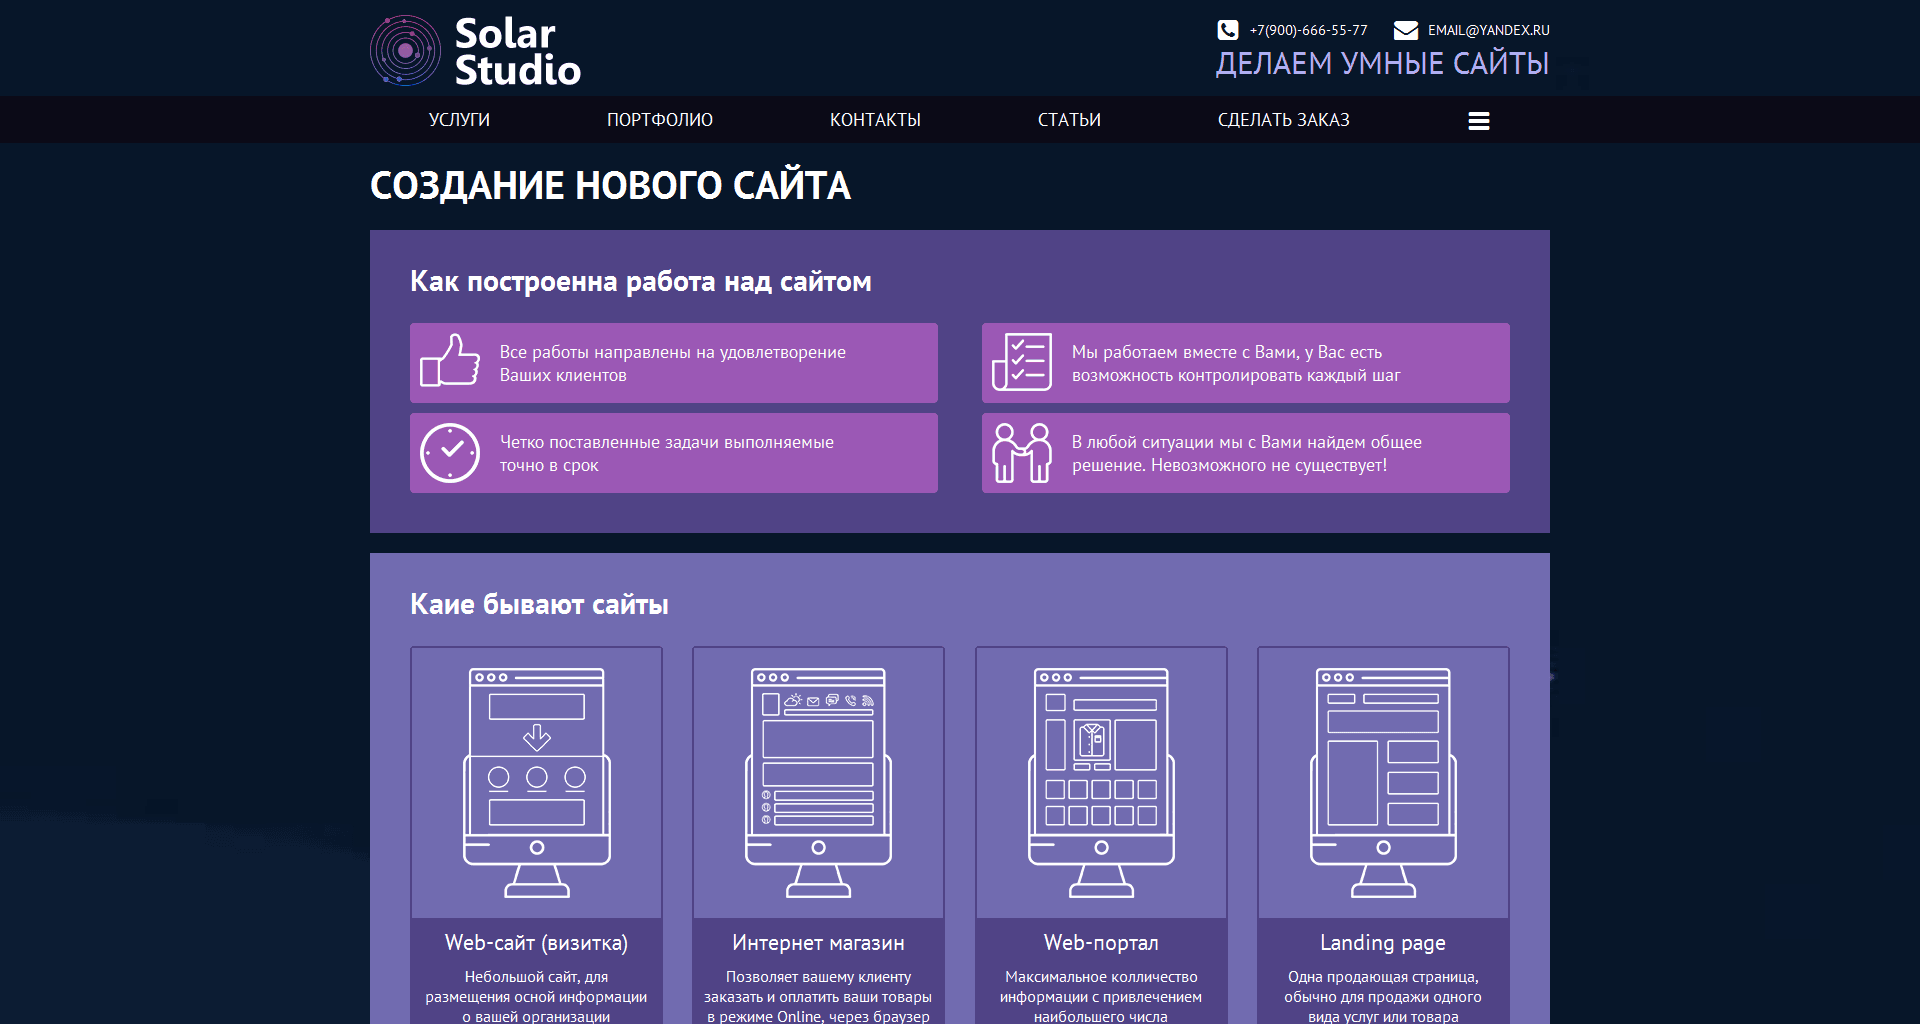 Solar
Studio
+7(900)-666-55-77
EMAIL@YANDEX.RU
ДЕЛАЕМ УМНЫЕ САЙТЫ
УСЛУГИ
ПОРТФОЛИО
КОНТАКТЫ
СТАТЬИ
СДЕЛАТЬ ЗАКАЗ
СОЗДАНИЕ НОВОГО САЙТА
Как построенна работа над сайтом
Все работы направлены на удовлетворение
Ваших клиентов
Мы работаем вместе с Вами, у Вас есть
возможность контролировать каждый шаг
Четко поставленные задачи выполняемые
точно в срок
В любой ситуации мы с Вами найдем общее
решение. Невозможного не существует!
Каие бывают сайты
Web-сайт (визитка)
Небольшой сайт, для
размещения осной информации
о вашей организации
Интернет магазин
Позволяет вашему клиенту
заказать и оплатить ваши товары
в режиме Online, через браузер
Web-портал
Максимальное колличество
информации с привлечением
наибольшего числа
Landing page
Одна продающая страница,
обычно для продажи одного
вида услуг или товара